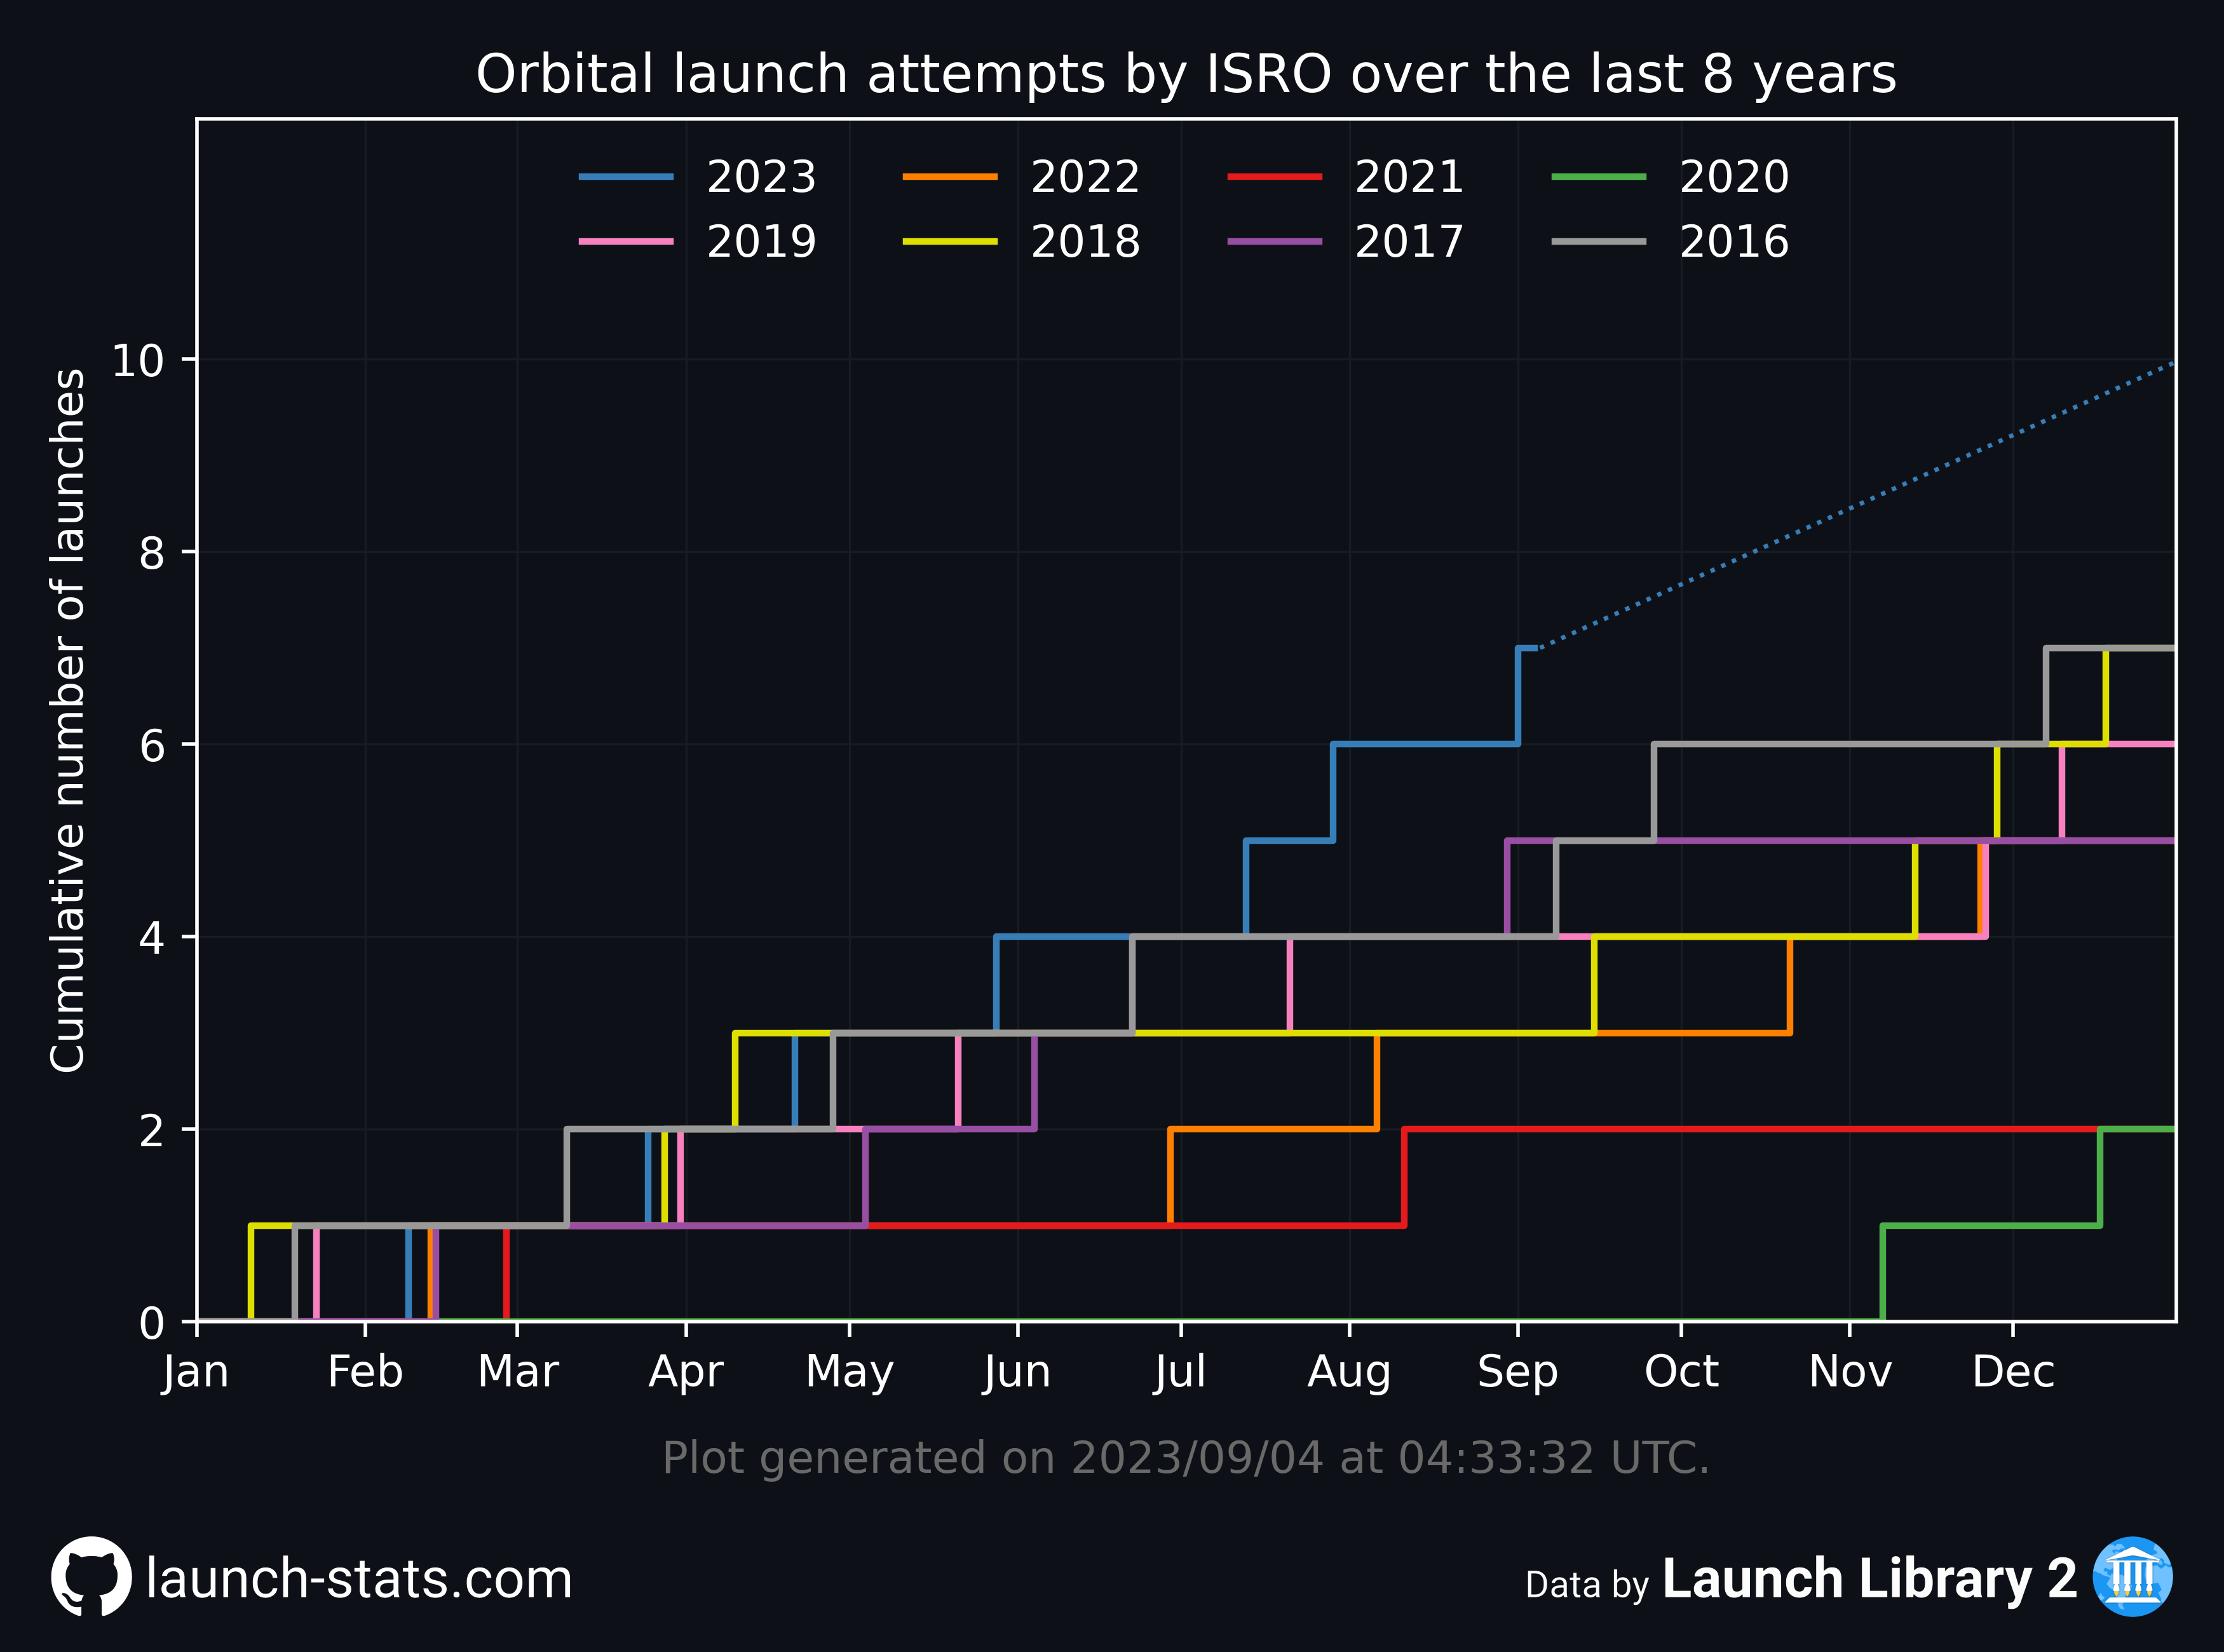 Orbital launch attempts by ISRO over the last 8 years
2023 2022 2021 2020
2019 2018 2017 2016
Cumulative number of launches
10
8
6
4
2
0
Jan Feb Mar Apr May Jun Jul Aug Sep Oct Nov Dec
Plot generated on 2023/09/04 at 04:33:32 UTC.
launch-stats.com
Data by Launch Library 2